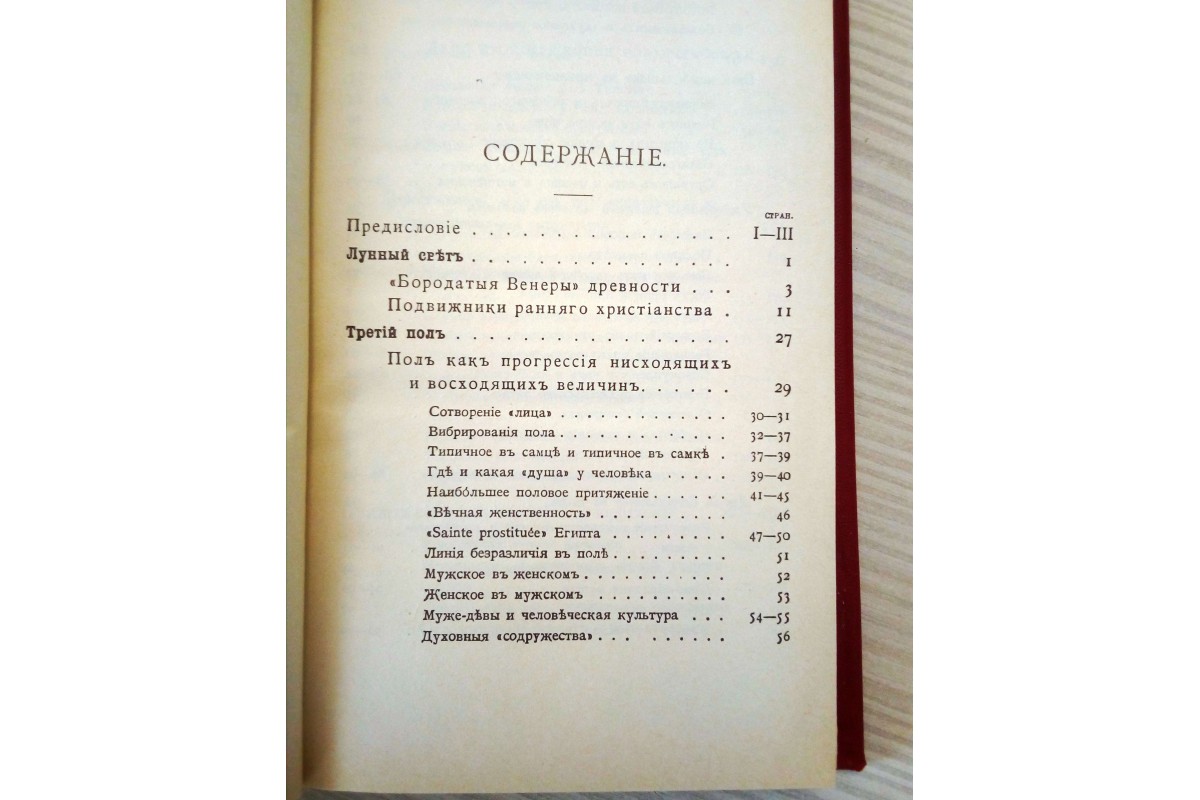 СОДЕРЖАНІЕ.
СТРАН.
Предисловіе . . . . . . . . . . . . . . . . I—III
Лунный свѣтъ . . . . . . . . . . . . . . . . 1
«Бородатыя Венеры» древности . . . 3
Подвижники ранняго христіанства . 11
Третій полъ . . . . . . . . . . . . . . . . . 27
Полъ какъ прогрессія нисходящихъ
и восходящихъ величин. . . . . . 29
Сотвореніе «лица» . . . . . . . . . . . . . 30—31
Вибрированія пола . . . . . . . . . . . . . 32—37
Типичное въ самцѣ и типичное въ самкѣ . 37—39
Гдѣ и какая «душа» у человѣка . . . . . 39—40
Наибо́льшее половое притяженіе . . . . . . 41—45
«Вѣчная женственность» . . . . . . . . . . 46
«Sainte prostituée» Египта . . . . . . . . . 47—50
Линія безразличія въ полѣ . . . . . . . . . 51
Мужское въ женскомъ . . . . . . . . . . . 52
Женское въ мужскомъ . . . . . . . . . . 53
Муже-дѣвы и человѣческая культура . . . 54—55
Духовныя «содружества» . . . . . . . . . 56